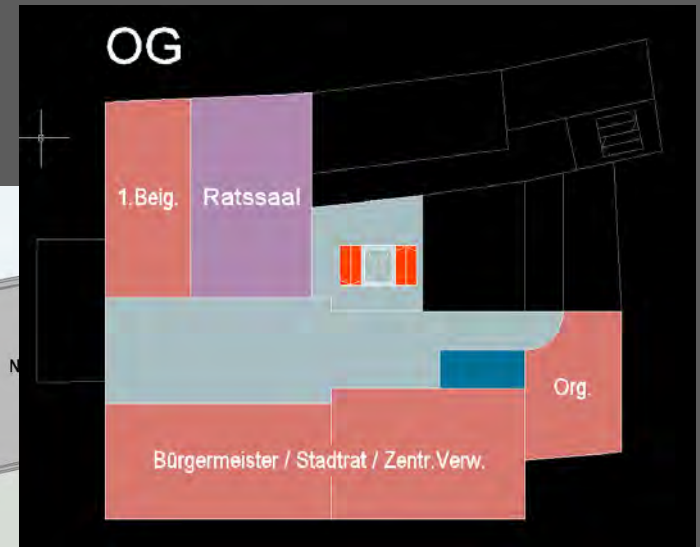 OG
1.Beig.
Ratssaal
N
Org.
Bürgermeister / Stadtrat / Zentr.Verw.